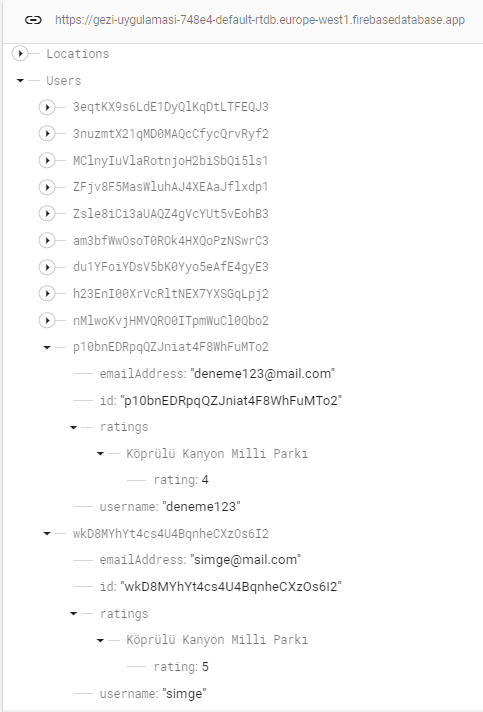 https://gezi-uygulamasi-748e4-default-rtdb.europe-west1.firebasedatabase.app
Locations
Users
3eqtKX9s6LdE1DyQlKqDtLTFEQJ3
3nuzmtX21qMD0MAQcCfycQrvRyf2
MClnyIuVlaRotnjoH2biSbQi5ls1
ZFjv8F5MasWluhAJ4XEAaJflxdp1
Zsle8iCi3aUAQZ4gVcYUt5vEohB3
am3bfWwOsoT0ROk4HXQoPzNSwrC3
du1YFoiYDsV5bK0Yyo5eAfE4gyE3
h23EnI00XrVcRltNEX7YXSGqLpj2
nMlwoKvjHMVQRO0ITpmWuCl0Qbo2
p10bnEDRpqQZJniat4F8WhFuMTo2
emailAddress: "deneme123@mail.com"
id: "p10bnEDRpqQZJniat4F8WhFuMTo2"
ratings
Köprülü Kanyon Milli Parkı
rating: 4
username: "deneme123"
wkD8MYhYt4cs4U4BqnheCXzOs6I2
emailAddress: "simge@mail.com"
id: "wkD8MYhYt4cs4U4BqnheCXzOs6I2"
ratings
Köprülü Kanyon Milli Parkı
rating: 5
username: "simge"